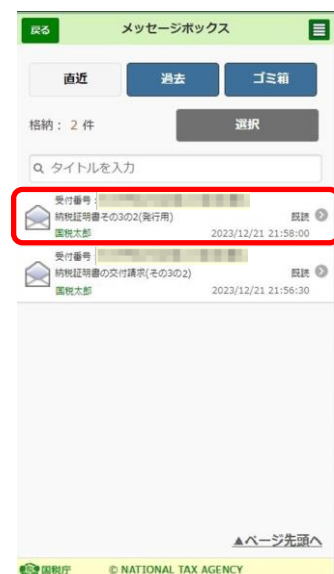 戻る メッセージボックス
直近 過去 ゴミ箱
格納： 2 件 選択
タイトルを入力
受付番号：
納税証明書その3の2(発行用) 既読
国税太郎 2023/12/21 21:58:00
受付番号
納税証明書の交付請求(その3の2) 既読
国税太郎 2023/12/21 21:56:30
▲ページ先頭へ
国税庁 © NATIONAL TAX AGENCY